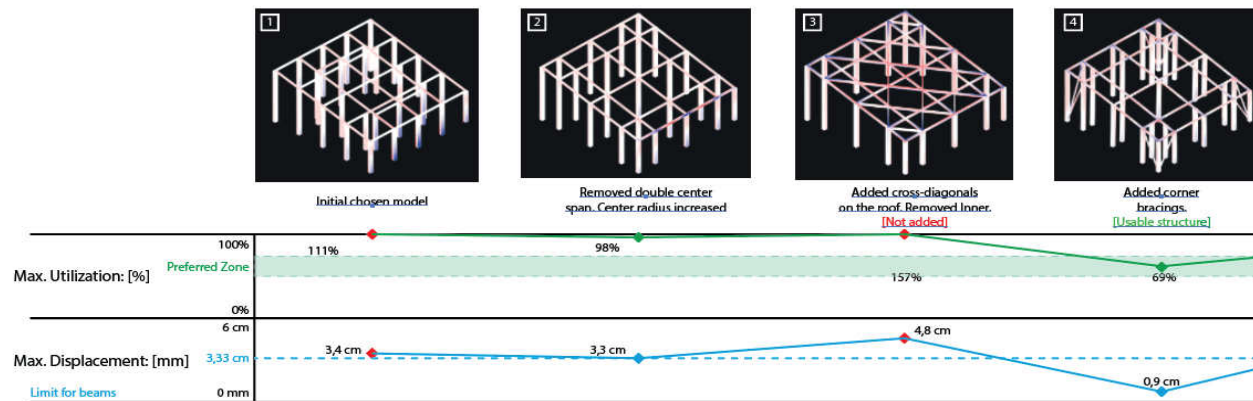 1
2
3
4
Initial chosen model
Removed double center
span. Center radius increased
Added cross-diagonals
on the roof. Removed Inner.
[Not added]
Added corner
bracings.
[Usable structure]
100%
111%
98%
Preferred Zone
Max. Utilization: [%]
157%
69%
0%
6 cm
4,8 cm
3,4 cm
3,3 cm
3,33 cm
Max. Displacement: [mm]
0,9 cm
Limit for beams
0 mm